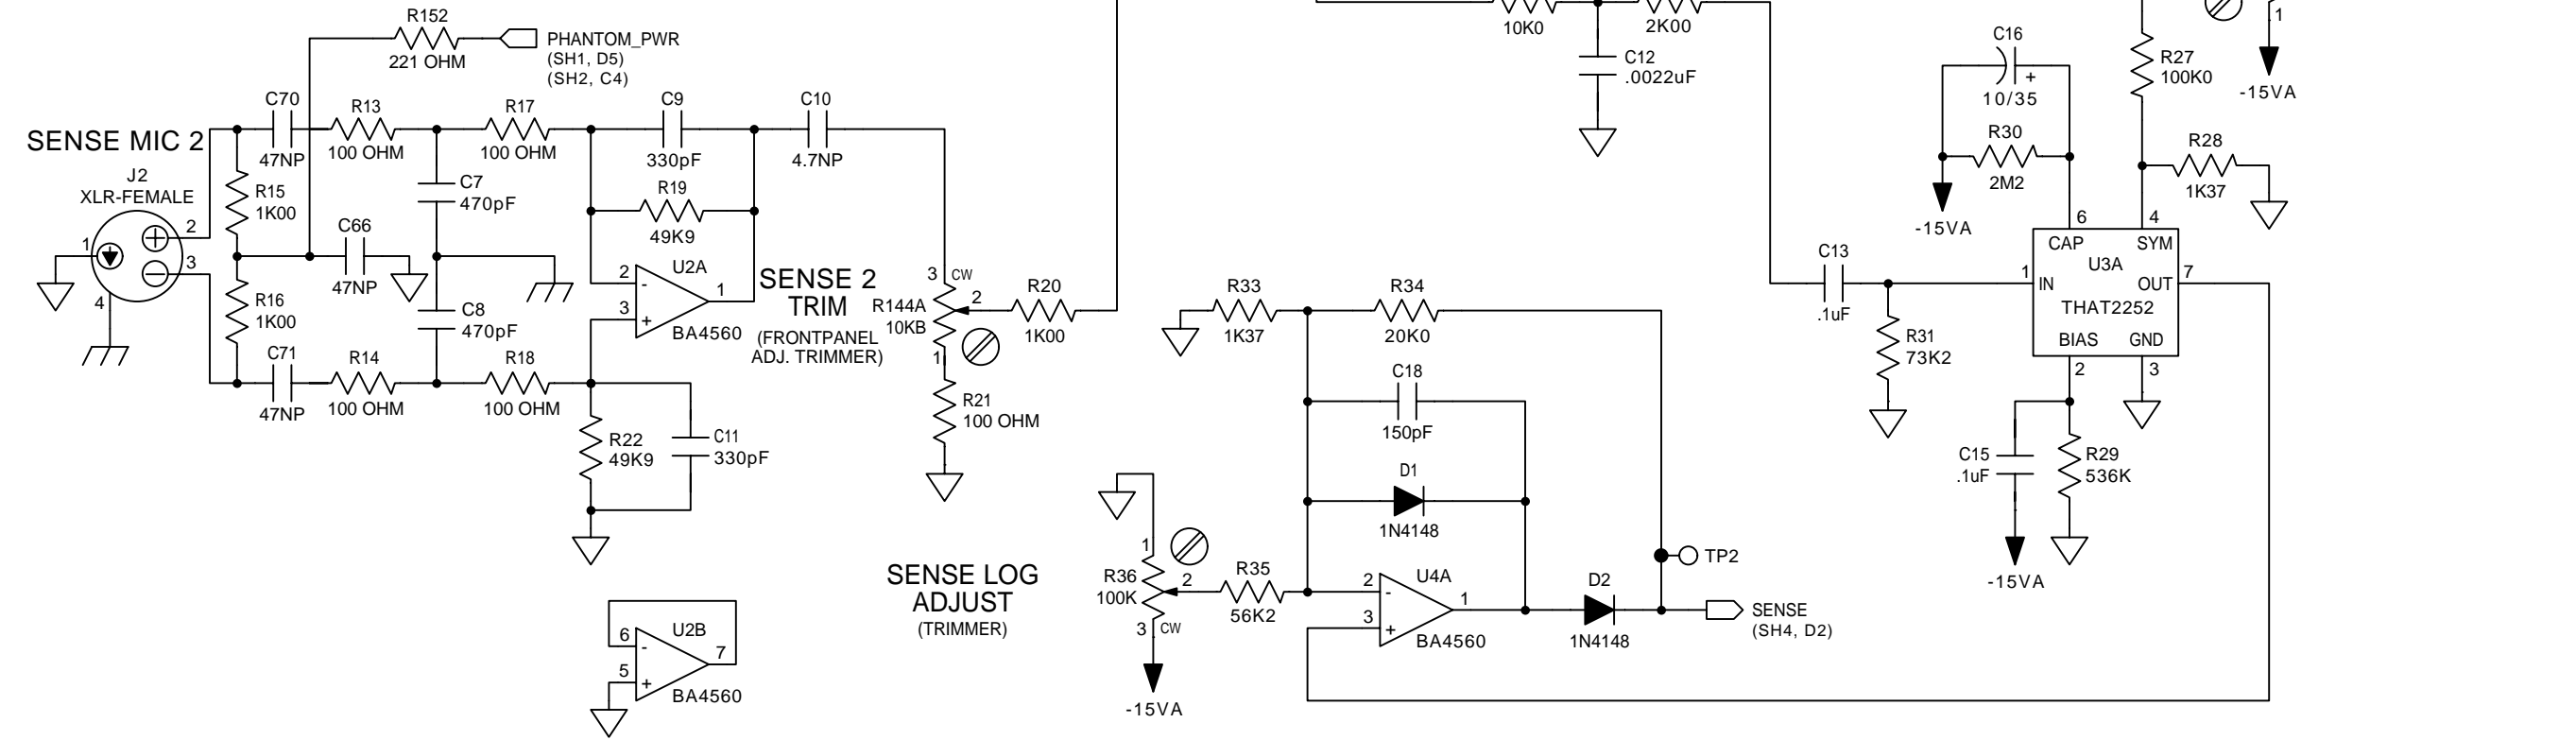 R152
221 OHM
PHANTOM_PWR
(SH1, D5)
(SH2, C4)
SENSE MIC 2
J2
XLR-FEMALE
1
2
3
4
C70
47NP
R13
100 OHM
R17
100 OHM
C9
330pF
C10
4.7NP
R15
1K00
C66
47NP
C7
470pF
R19
49K9
R16
1K00
C8
470pF
2
-
3
+
U2A
1
BA4560
C71
47NP
R14
100 OHM
R18
100 OHM
R22
49K9
C11
330pF
SENSE 2
TRIM
(FRONTPANEL
ADJ. TRIMMER)
3
CW
R144A
10KB
2
1
R20
1K00
R21
100 OHM
6
-
5
+
U2B
7
BA4560
10K0
2K00
C12
.0022uF
R33
1K37
R34
20K0
C18
150pF
D1
1N4148
SENSE LOG
ADJUST
(TRIMMER)
1
R36
100K
2
3
CW
-15VA
R35
56K2
2
-
3
+
U4A
1
BA4560
D2
1N4148
TP2
SENSE
(SH4, D2)
C13
.1uF
R31
73K2
C16
+
10/35
R30
2M2
-15VA
R27
100K0
1
-15VA
R28
1K37
6
4
CAP
SYM
U3A
1
IN
OUT
7
THAT2252
BIAS
GND
2
3
C15
.1uF
R29
536K
-15VA